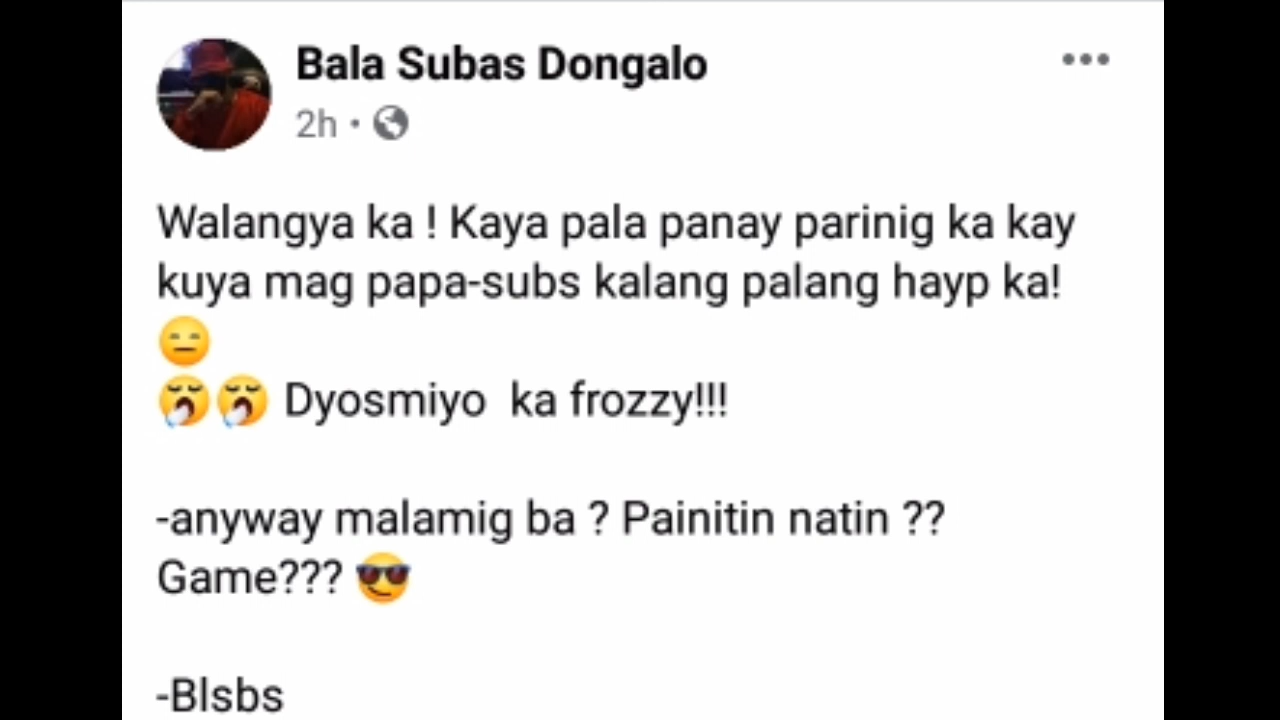 Bala Subas Dongalo
2h ·
Walangya ka ! Kaya pala panay parinig ka kay
kuya mag papa-subs kalang palang hayp ka!
😑
🥱🥱 Dyosmiyo ka frozzy!!!
-anyway malamig ba ? Painitin natin ??
Game??? 😎
-Blsbs